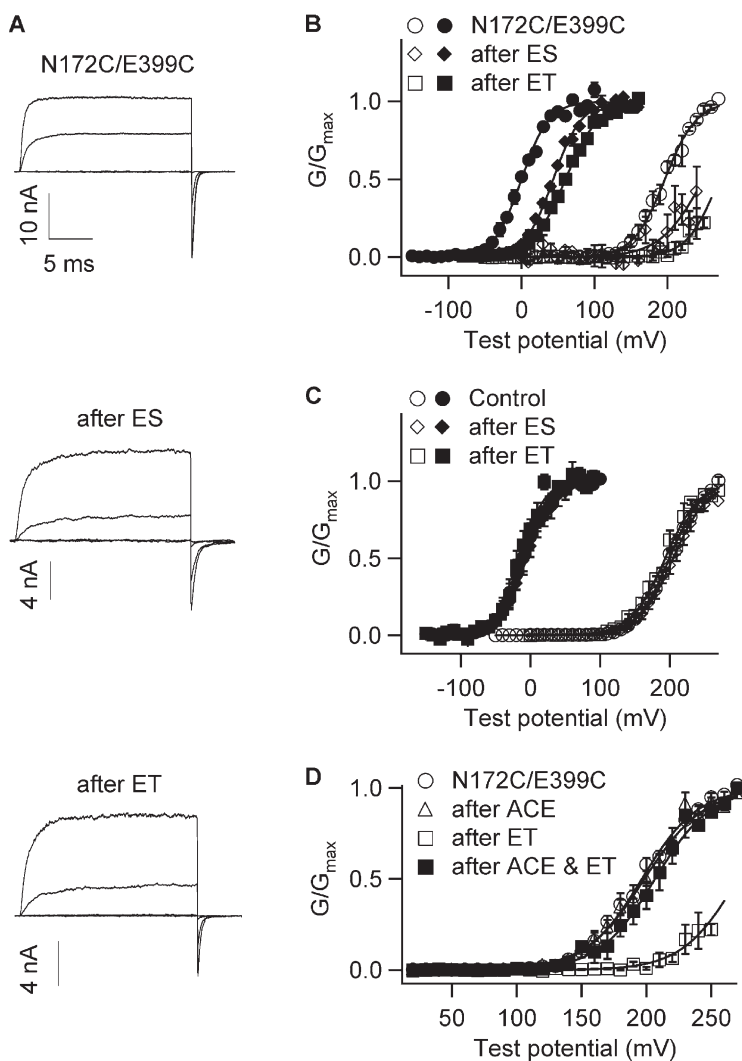 A
N172C/E399C
10 nA
5 ms
after ES
4 nA
after ET
4 nA
B
N172C/E399C
after ES
after ET
G/Gmax
1.0
0.5
0.0
-100 0 100 200
Test potential (mV)
C
Control
after ES
after ET
G/Gmax
1.0
0.5
0.0
-100 0 100 200
Test potential (mV)
D
N172C/E399C
after ACE
after ET
after ACE & ET
G/Gmax
1.0
0.5
0.0
50 100 150 200 250
Test potential (mV)